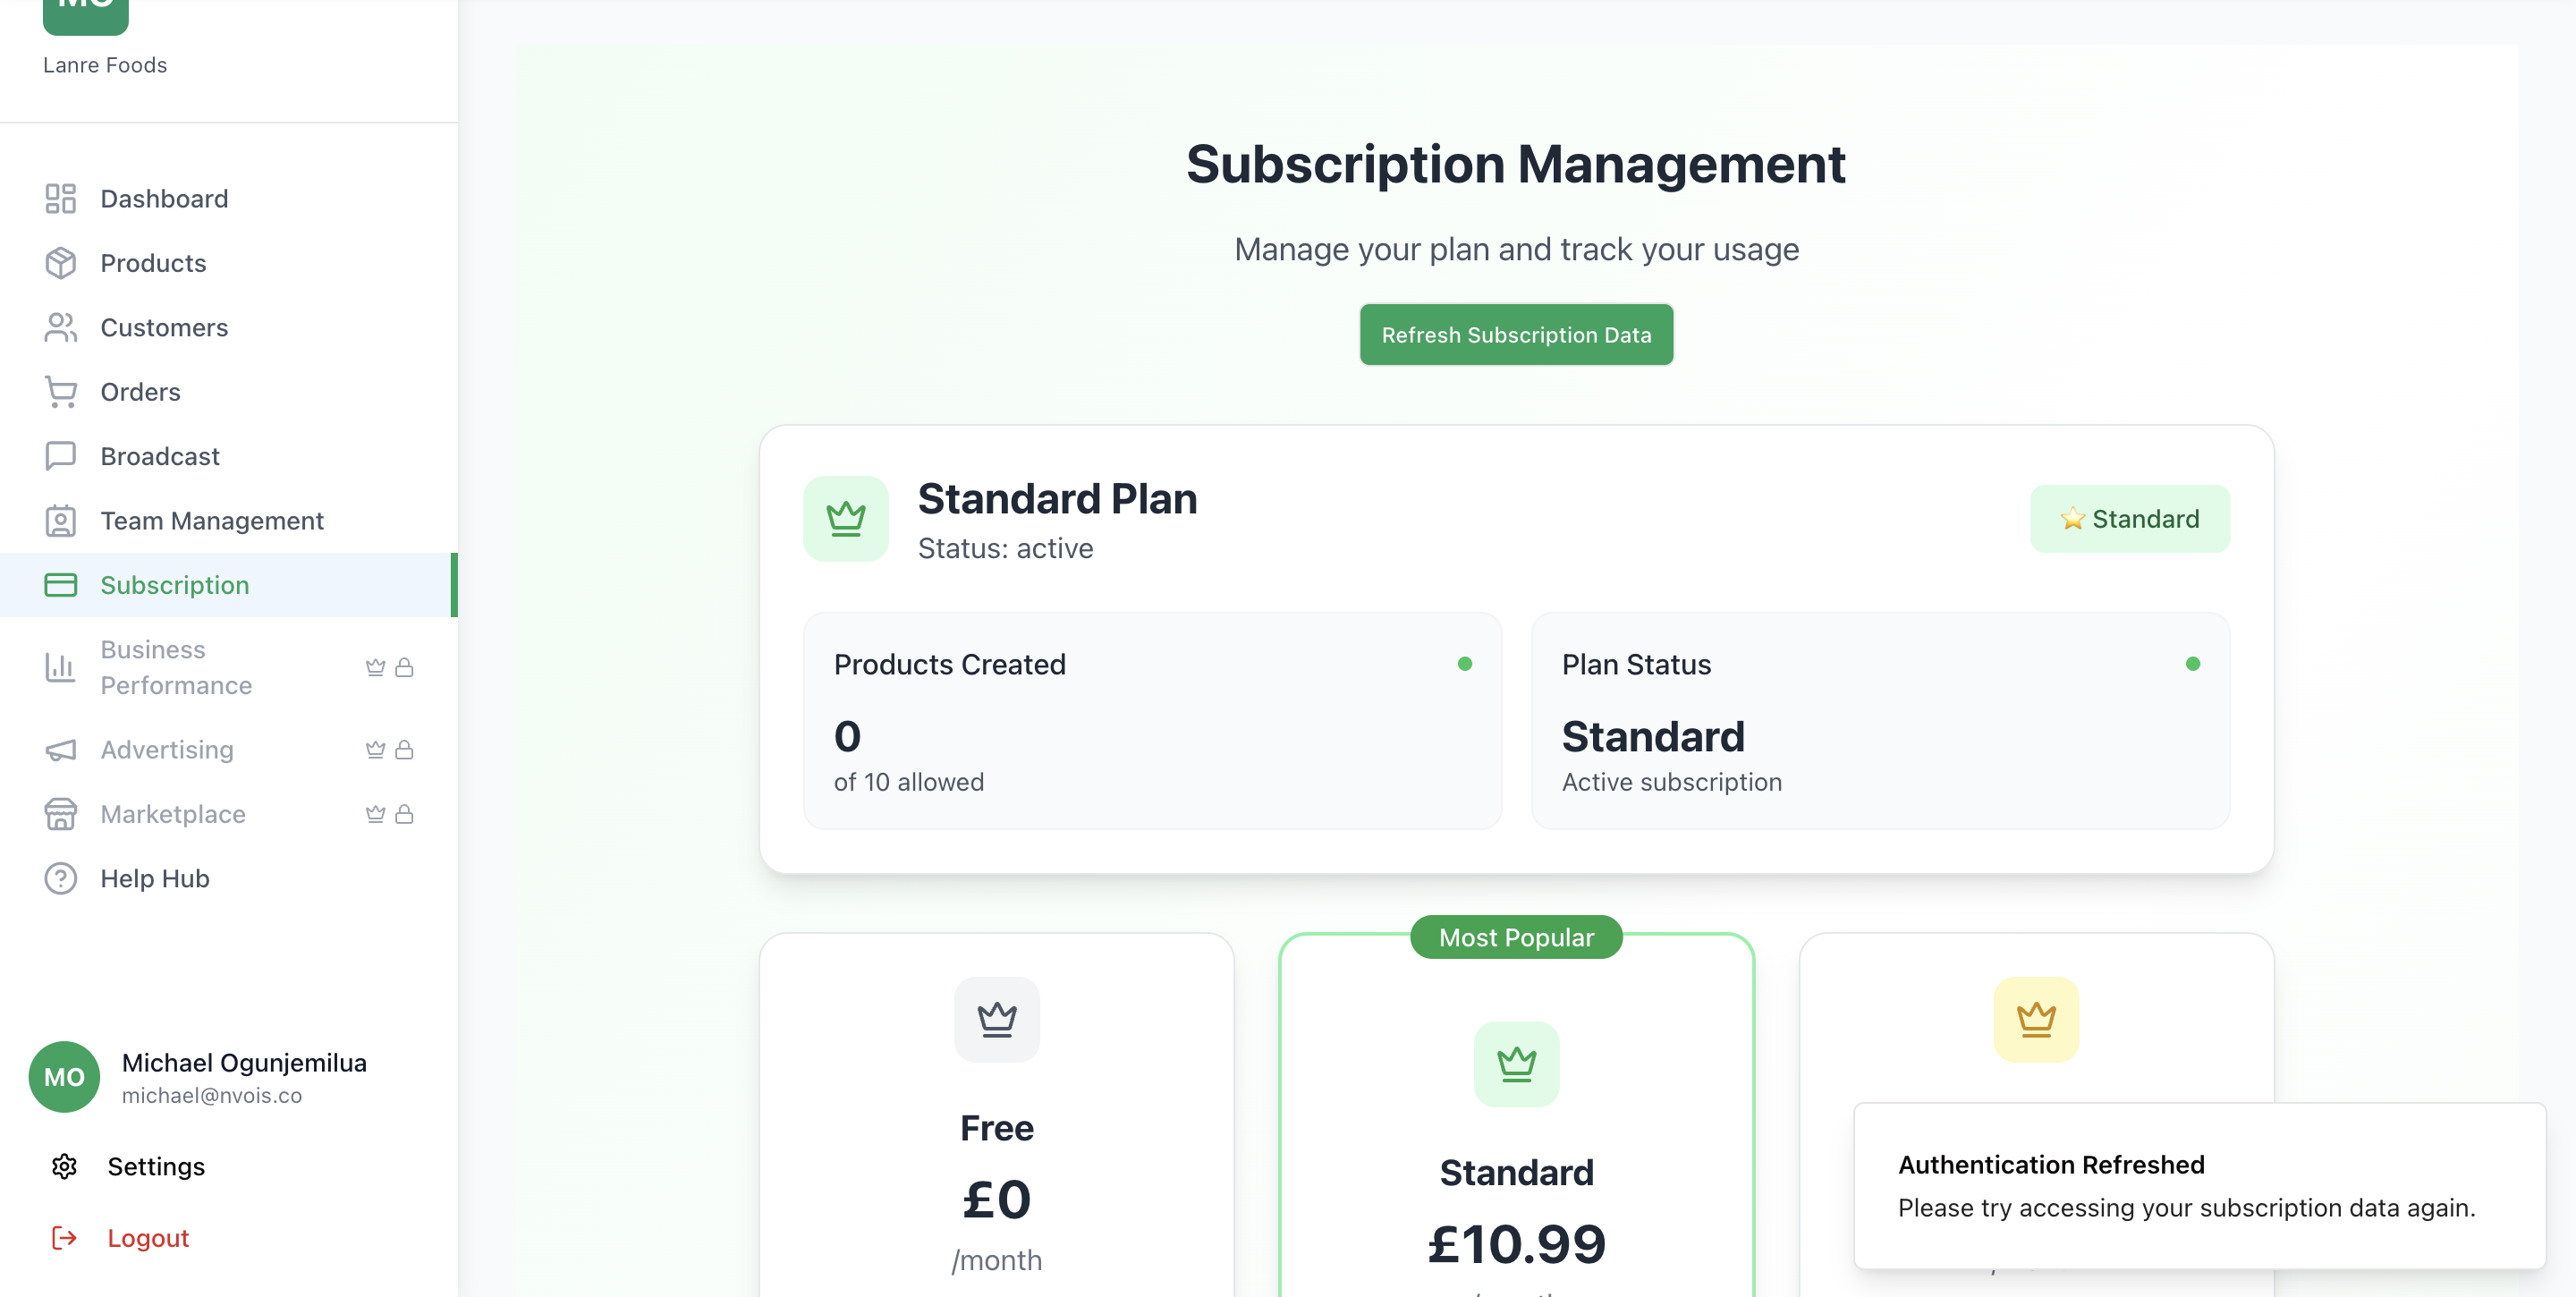 MO
Lanre Foods
Dashboard
Products
Customers
Orders
Broadcast
Team Management
Subscription
Business
Performance
Advertising
Marketplace
Help Hub
MO
Michael Ogunjemilua
michael@nvois.co
Settings
Logout
Subscription Management
Manage your plan and track your usage
Refresh Subscription Data
Standard Plan
Status: active
⭐ Standard
Products Created
0
of 10 allowed
Plan Status
Standard
Active subscription
Most Popular
Free
£0
/month
Standard
£10.99
Authentication Refreshed
Please try accessing your subscription data again.